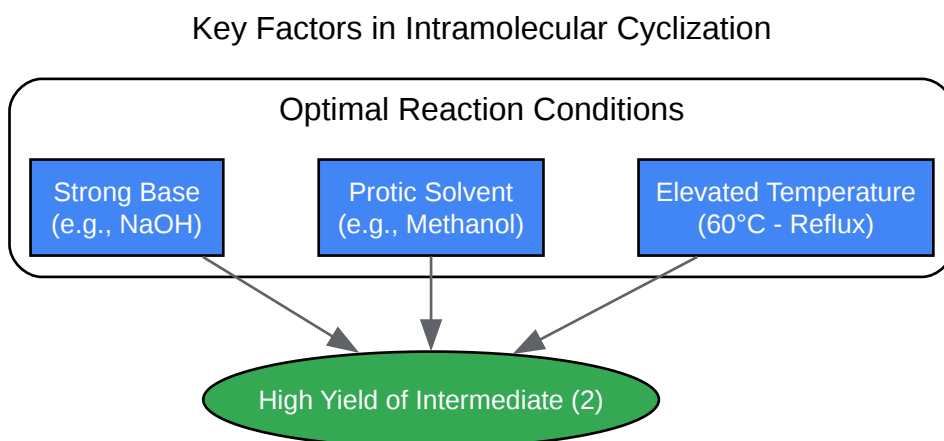 Key Factors in Intramolecular Cyclization
Optimal Reaction Conditions
Strong Base
(e.g., NaOH)
Protic Solvent
(e.g., Methanol)
Elevated Temperature
(60°C - Reflux)
High Yield of Intermediate (2)